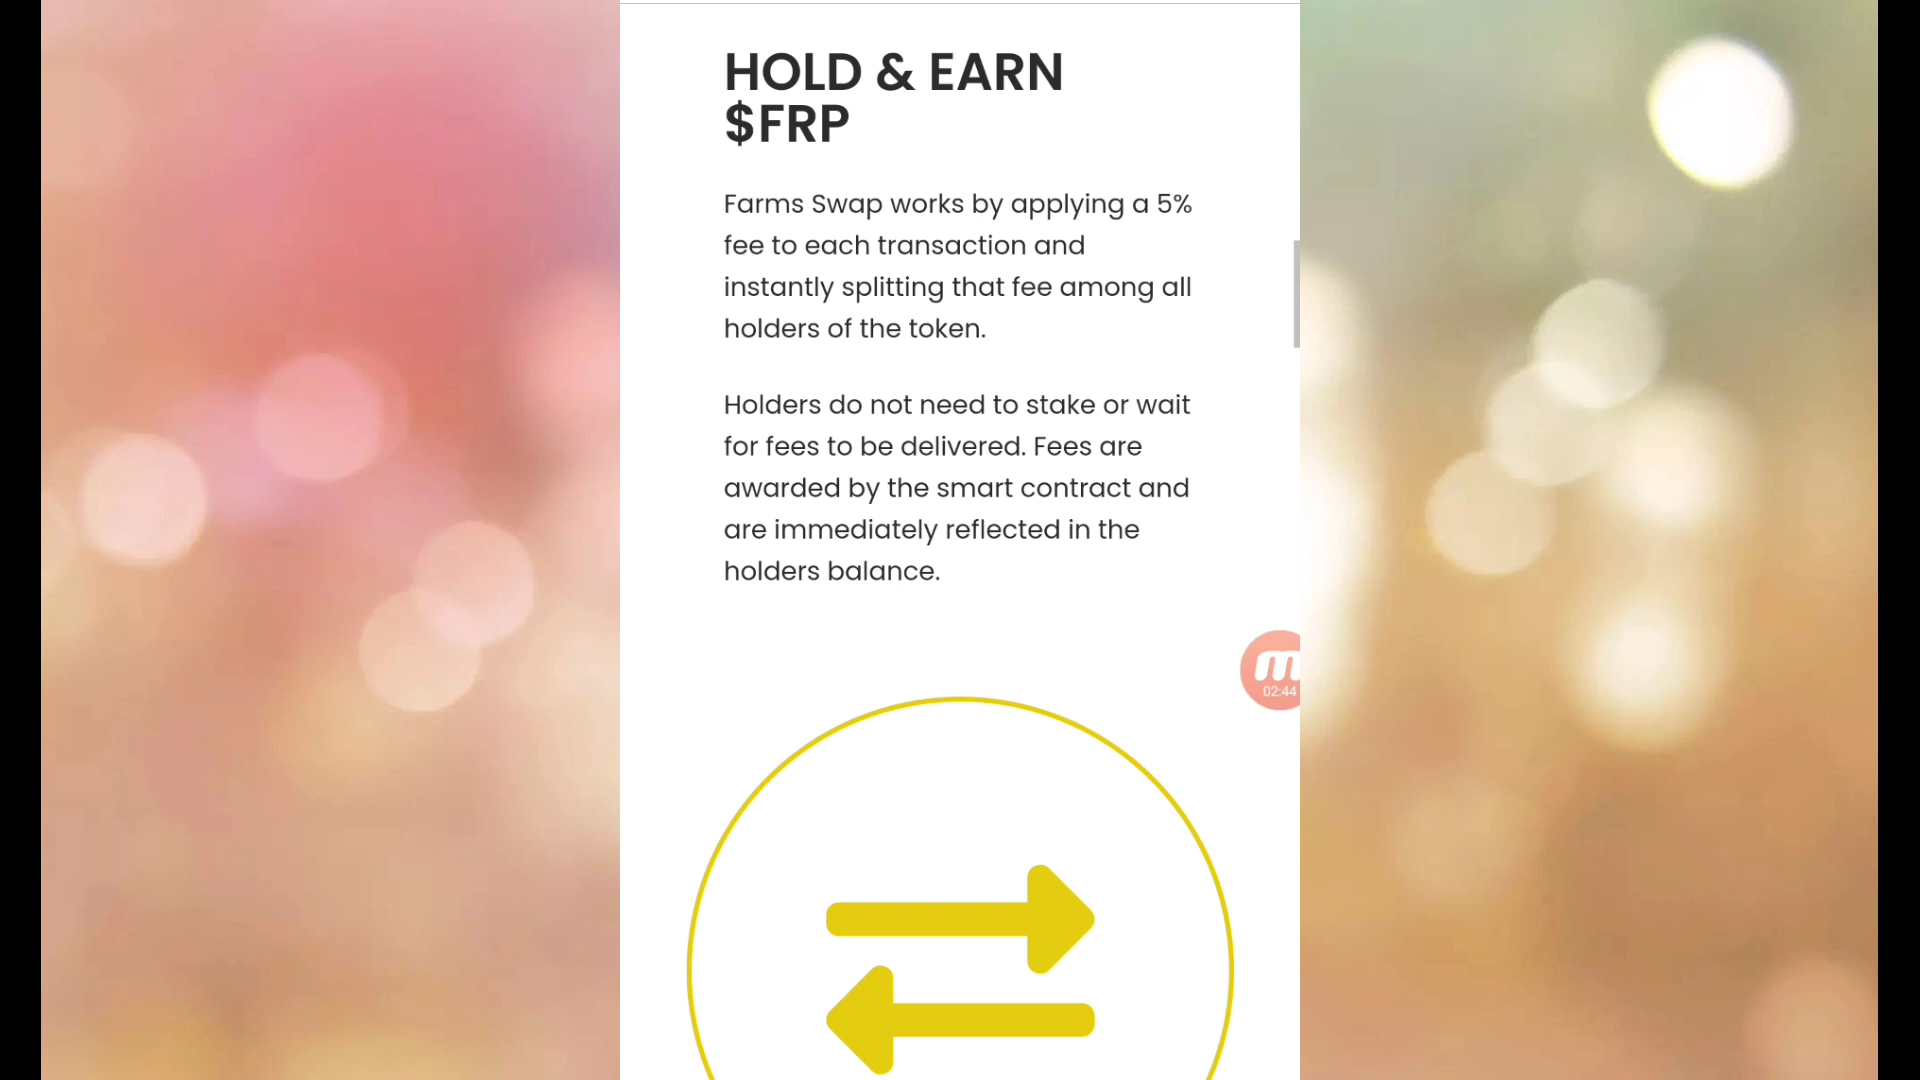 HOLD & EARN
$FRP
Farms Swap works by applying a 5%
fee to each transaction and
instantly splitting that fee among all
holders of the token.
Holders do not need to stake or wait
for fees to be delivered. Fees are
awarded by the smart contract and
are immediately reflected in the
holders balance.
m
02:44